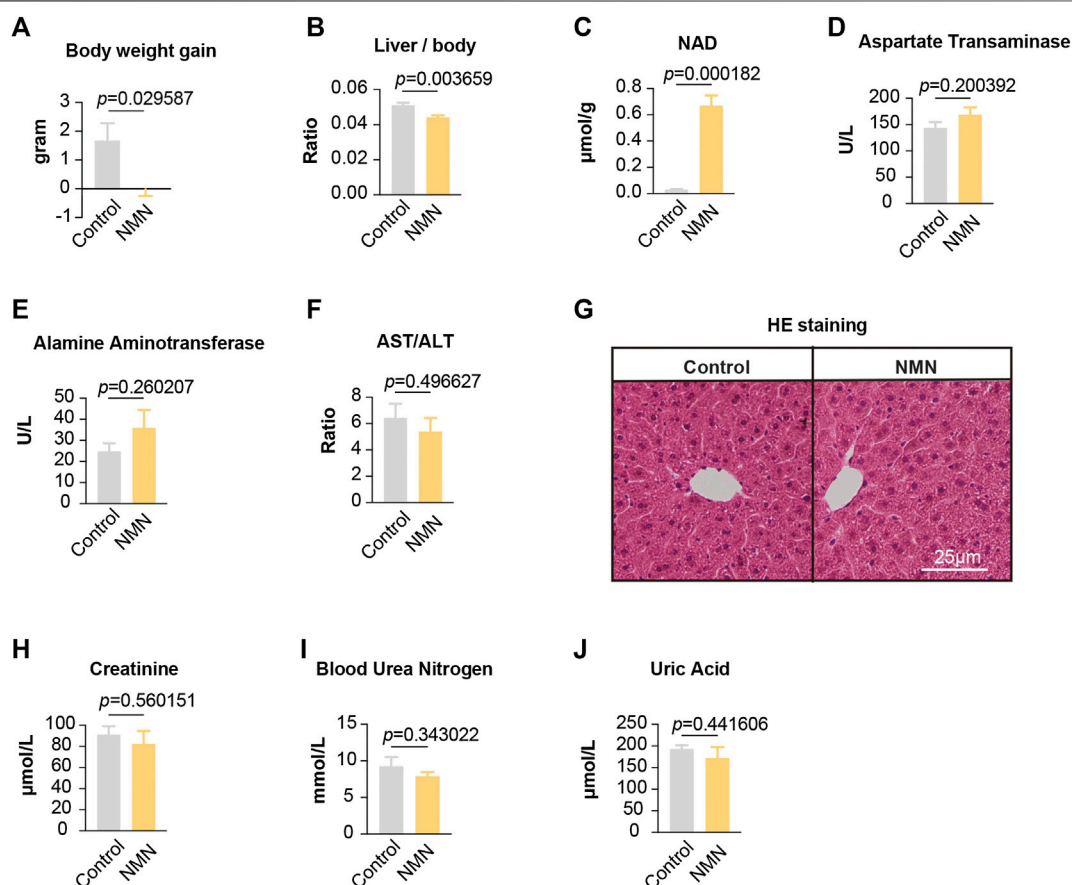 A
Body weight gain
p=0.029587
gram
3
2
1
0
-1
Control
NMN
B
Liver / body
p=0.003659
Ratio
0.06
0.04
0.02
0.00
Control
NMN
C
NAD
p=0.000182
µmol/g
0.8
0.6
0.4
0.2
0.0
Control
NMN
D
Aspartate Transaminase
p=0.200392
U/L
200
150
100
50
0
Control
NMN
E
Alamine Aminotransferase
p=0.260207
U/L
50
40
30
20
10
0
Control
NMN
F
AST/ALT
p=0.496627
Ratio
8
6
4
2
0
Control
NMN
G
HE staining
Control
NMN
25µm
H
Creatinine
p=0.560151
µmol/L
100
80
60
40
20
0
Control
NMN
I
Blood Urea Nitrogen
p=0.343022
mmol/L
15
10
5
0
Control
NMN
J
Uric Acid
p=0.441606
µmol/L
250
200
150
100
50
0
Control
NMN